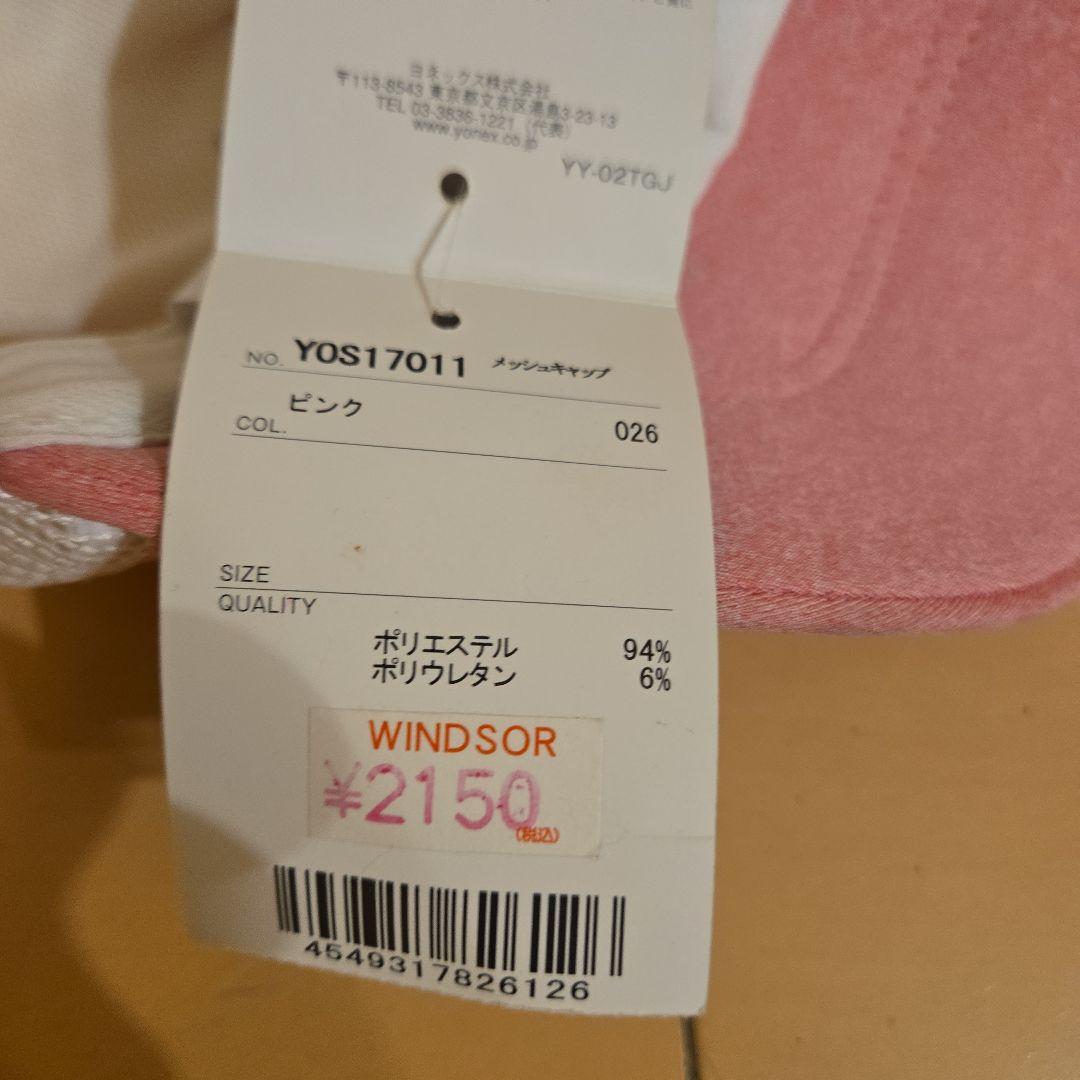 ヨネックス株式会社
〒113-8543 東京都文京区湯島3-23-13
TEL 03-3836-1221 (代表)
www.yonex.co.jp
YY-02TGJ
NO. YOS17011 メッシュキャップ
ピンク
COL. 026
SIZE
QUALITY
ポリエステル 94%
ポリウレタン 6%
WINDSOR
¥2150
(税込)
4549317826126